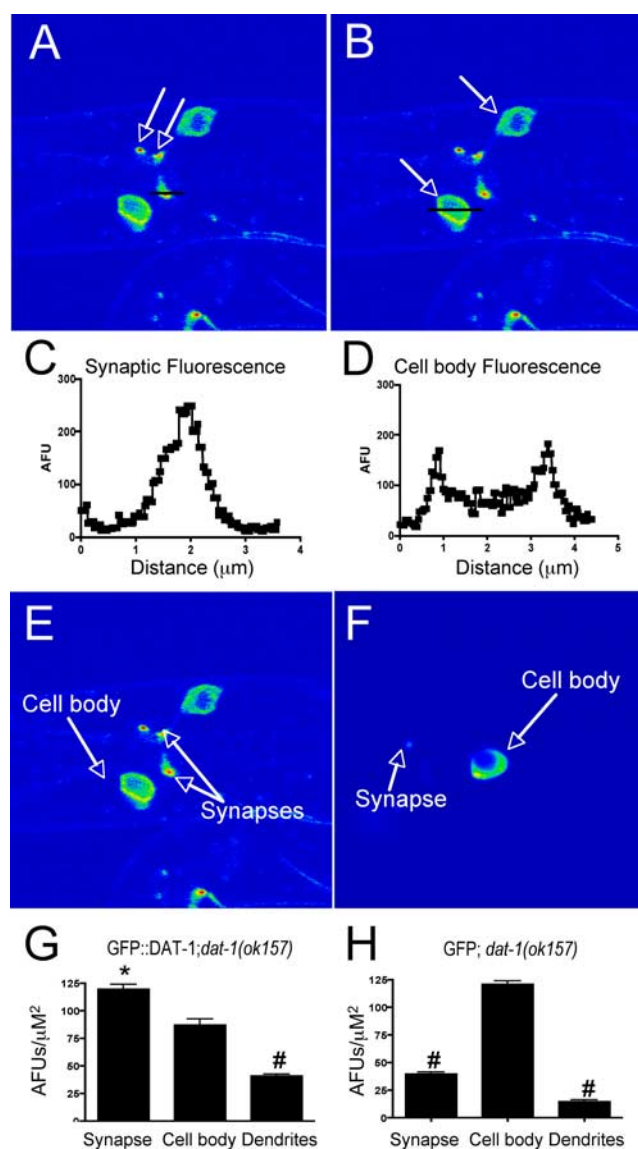 A
B
C
Synaptic Fluorescence
300
200
100
0
AFU
0 1 2 3 4
Distance (μm)
D
Cell body Fluorescence
300
200
100
0
AFU
0 1 2 3 4 5
Distance (μm)
E
Cell body
Synapses
F
Cell body
Synapse
G
GFP::DAT-1;dat-1(ok157)
AFUs/μM²
125
100
75
50
25
0
*
#
Synapse Cell body Dendrites
H
GFP; dat-1(ok157)
AFUs/μM²
125
100
75
50
25
0
#
#
Synapse Cell body Dendrites